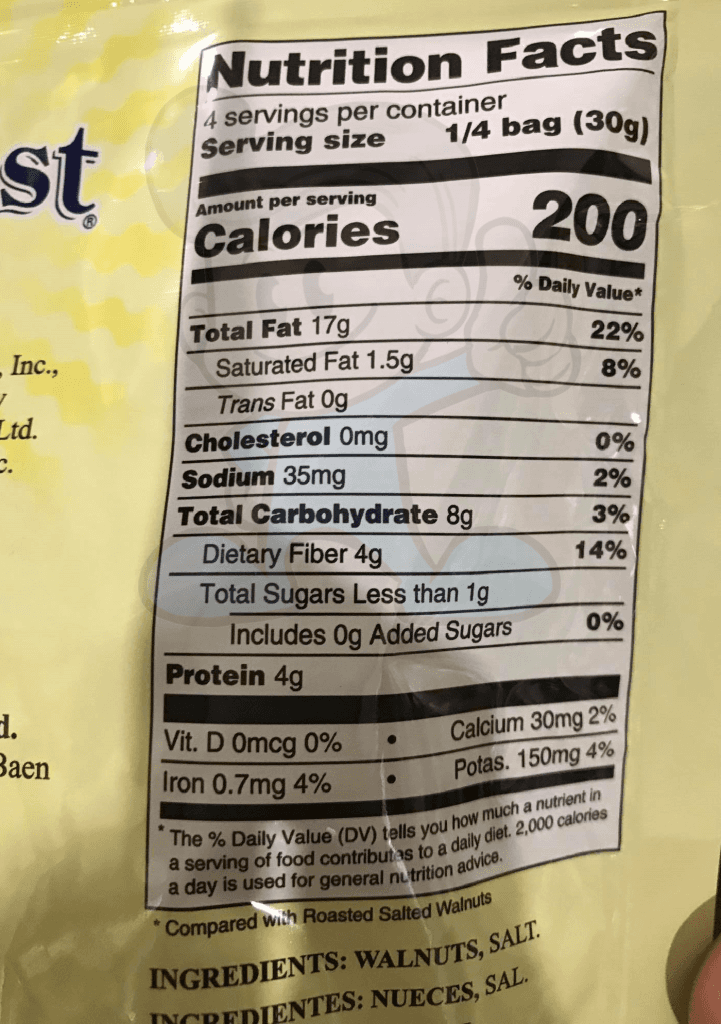 st®
Inc.,
Ltd.
Baen
Nutrition Facts
4 servings per container
Serving size 1/4 bag (30g)
Amount per serving
Calories 200
% Daily Value*
Total Fat 17g 22%
Saturated Fat 1.5g 8%
Trans Fat 0g
Cholesterol 0mg 0%
Sodium 35mg 2%
Total Carbohydrate 8g 3%
Dietary Fiber 4g 14%
Total Sugars Less than 1g
Includes 0g Added Sugars 0%
Protein 4g
Vit. D 0mcg 0% • Calcium 30mg 2%
Iron 0.7mg 4% • Potas. 150mg 4%
* The % Daily Value (DV) tells you how much a nutrient in
a serving of food contributes to a daily diet. 2,000 calories
a day is used for general nutrition advice.
* Compared with Roasted Salted Walnuts
INGREDIENTS: WALNUTS, SALT.
INGREDIENTES: NUECES, SAL.